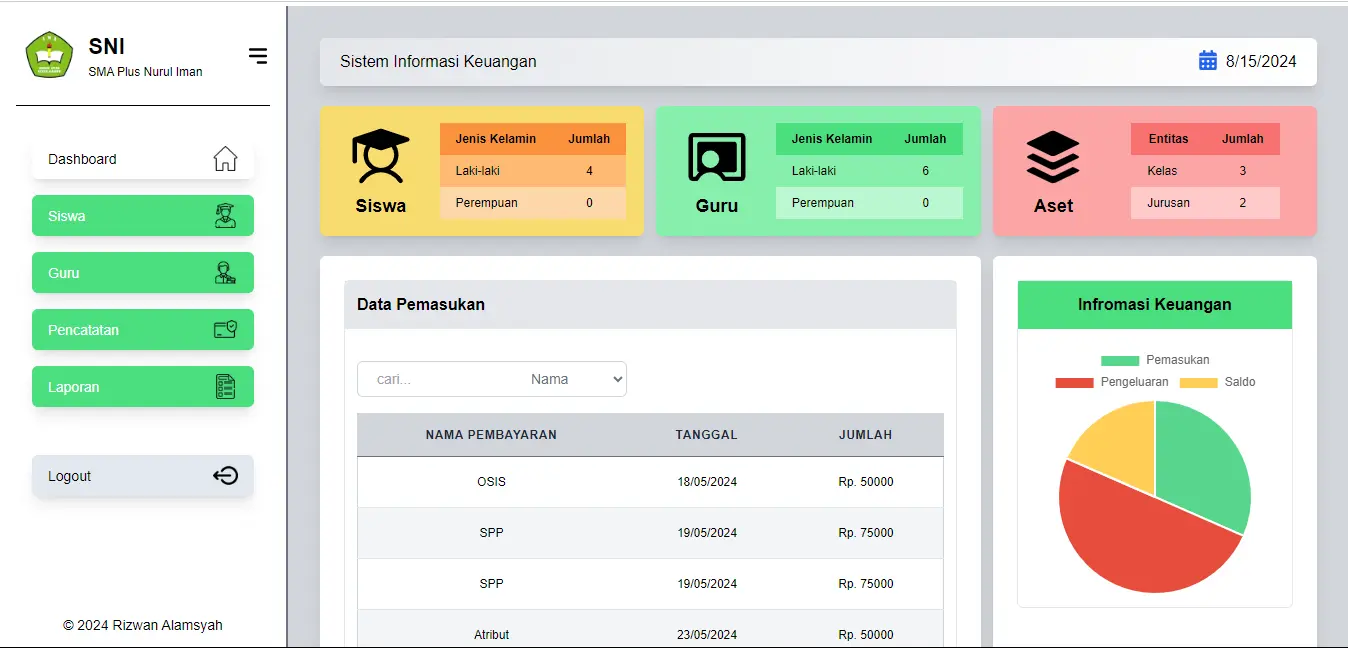 SNI
SMA Plus Nurul Iman
Dashboard
Siswa
Guru
Pencatatan
Laporan
Logout
© 2024 Rizwan Alamsyah
Sistem Informasi Keuangan 8/15/2024
Siswa
Jenis Kelamin Jumlah
Laki-laki 4
Perempuan 0
Guru
Jenis Kelamin Jumlah
Laki-laki 6
Perempuan 0
Aset
Entitas Jumlah
Kelas 3
Jurusan 2
Data Pemasukan
cari... Nama
NAMA PEMBAYARAN TANGGAL JUMLAH
OSIS 18/05/2024 Rp. 50000
SPP 19/05/2024 Rp. 75000
SPP 19/05/2024 Rp. 75000
Atribut 23/05/2024 Rp. 50000
Infromasi Keuangan
Pemasukan
Pengeluaran Saldo